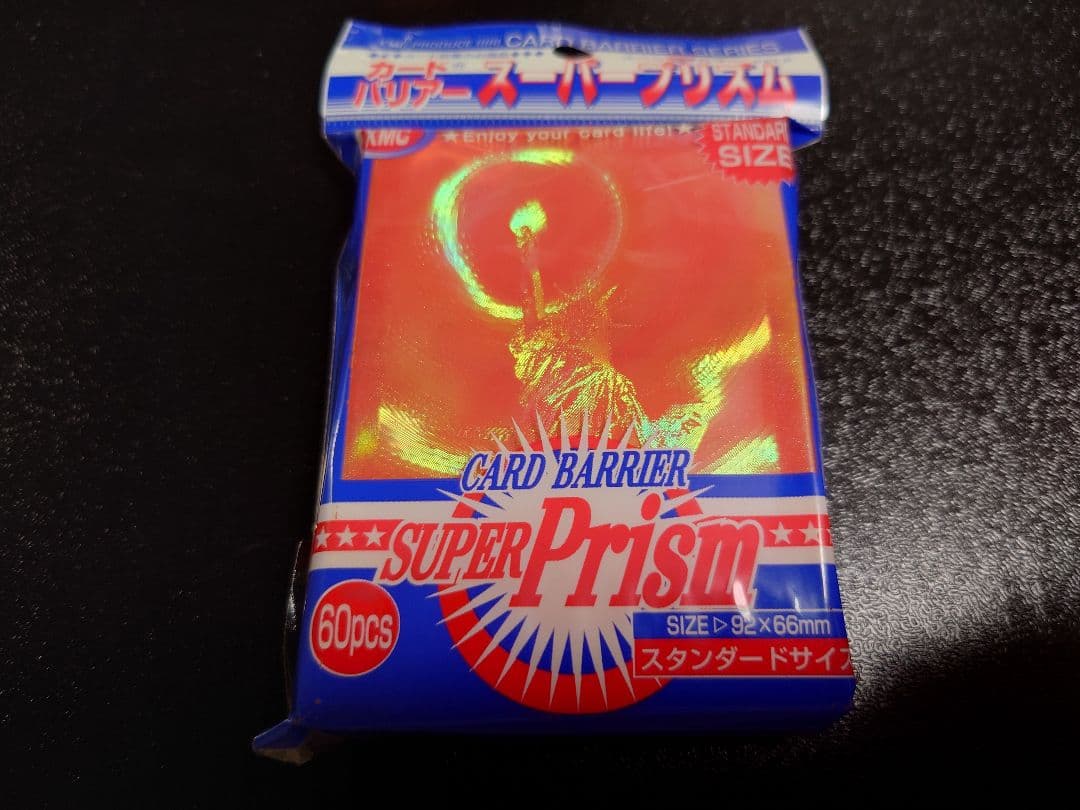 CARD BARRIER SERIES
カード
バリアー
スーパープリズム
KMC
★Enjoy your card life!★
STANDAR
SIZE
CARD BARRIER
SUPER Prism
60pcs
SIZE▷92×66mm
スタンダードサイズ